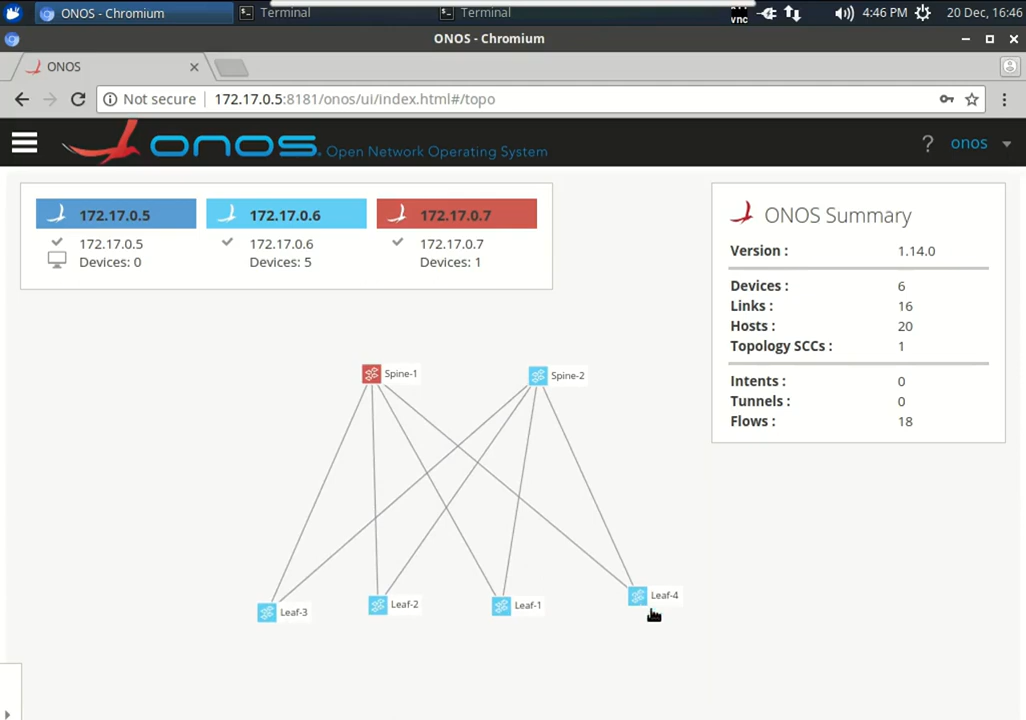 ONOS - Chromium
Terminal
Terminal
vnc
4:46 PM
20 Dec, 16:46
ONOS - Chromium
ONOS
Not secure
172.17.0.5:8181/onos/ui/index.html#/topo
onos. Open Network Operating System
?
onos
172.17.0.5
172.17.0.6
172.17.0.7
172.17.0.5
172.17.0.6
172.17.0.7
Devices: 0
Devices: 5
Devices: 1
ONOS Summary
Version : 1.14.0
Devices : 6
Links : 16
Hosts : 20
Topology SCCs : 1
Intents : 0
Tunnels : 0
Flows : 18
Spine-1
Spine-2
Leaf-3
Leaf-2
Leaf-1
Leaf-4